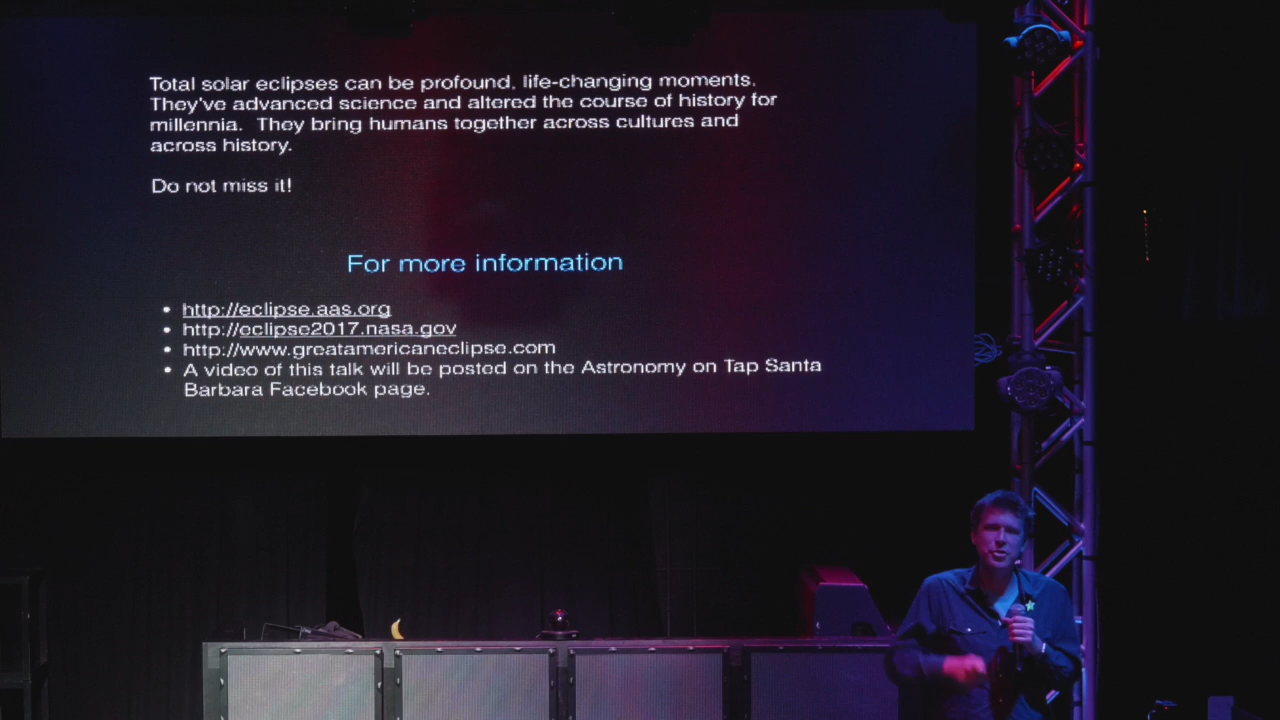 Total solar eclipses can be profound, life-changing moments.
They've advanced science and altered the course of history for
millennia. They bring humans together across cultures and
across history.
Do not miss it!
For more information
• http://eclipse.aas.org
• http://eclipse2017.nasa.gov
• http://www.greatamericaneclipse.com
• A video of this talk will be posted on the Astronomy on Tap Santa
Barbara Facebook page.